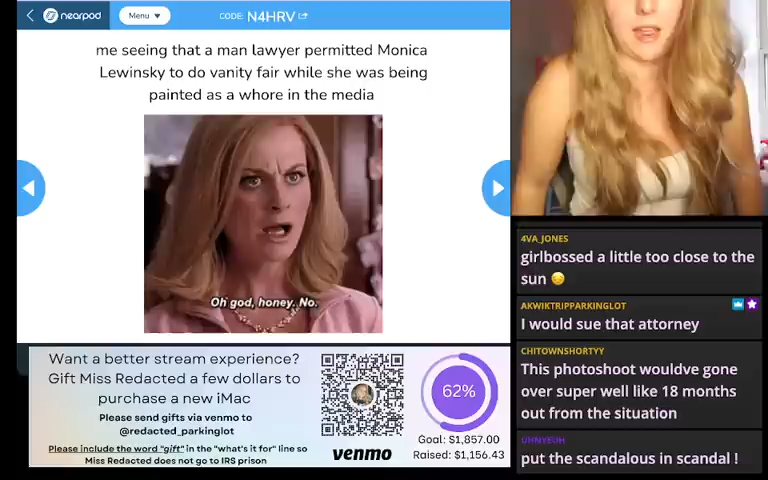 nearpod
Menu
CODE: N4HRV
me seeing that a man lawyer permitted Monica
Lewinsky to do vanity fair while she was being
painted as a whore in the media
Oh god, honey. No.
4VA_JONES
girlbossed a little too close to the
sun 😔
AKWIKTRIPPARKINGLOT
I would sue that attorney
CHITOWNSHORTYY
This photoshoot wouldve gone
over super well like 18 months
out from the situation
UHNYEUH
put the scandalous in scandal !
Want a better stream experience?
Gift Miss Redacted a few dollars to
purchase a new iMac
Please send gifts via venmo to
@redacted_parkinglot
Please include the word "gift" in the "what's it for" line so
Miss Redacted does not go to IRS prison
venmo
62%
Goal: $1,857.00
Raised: $1,156.43